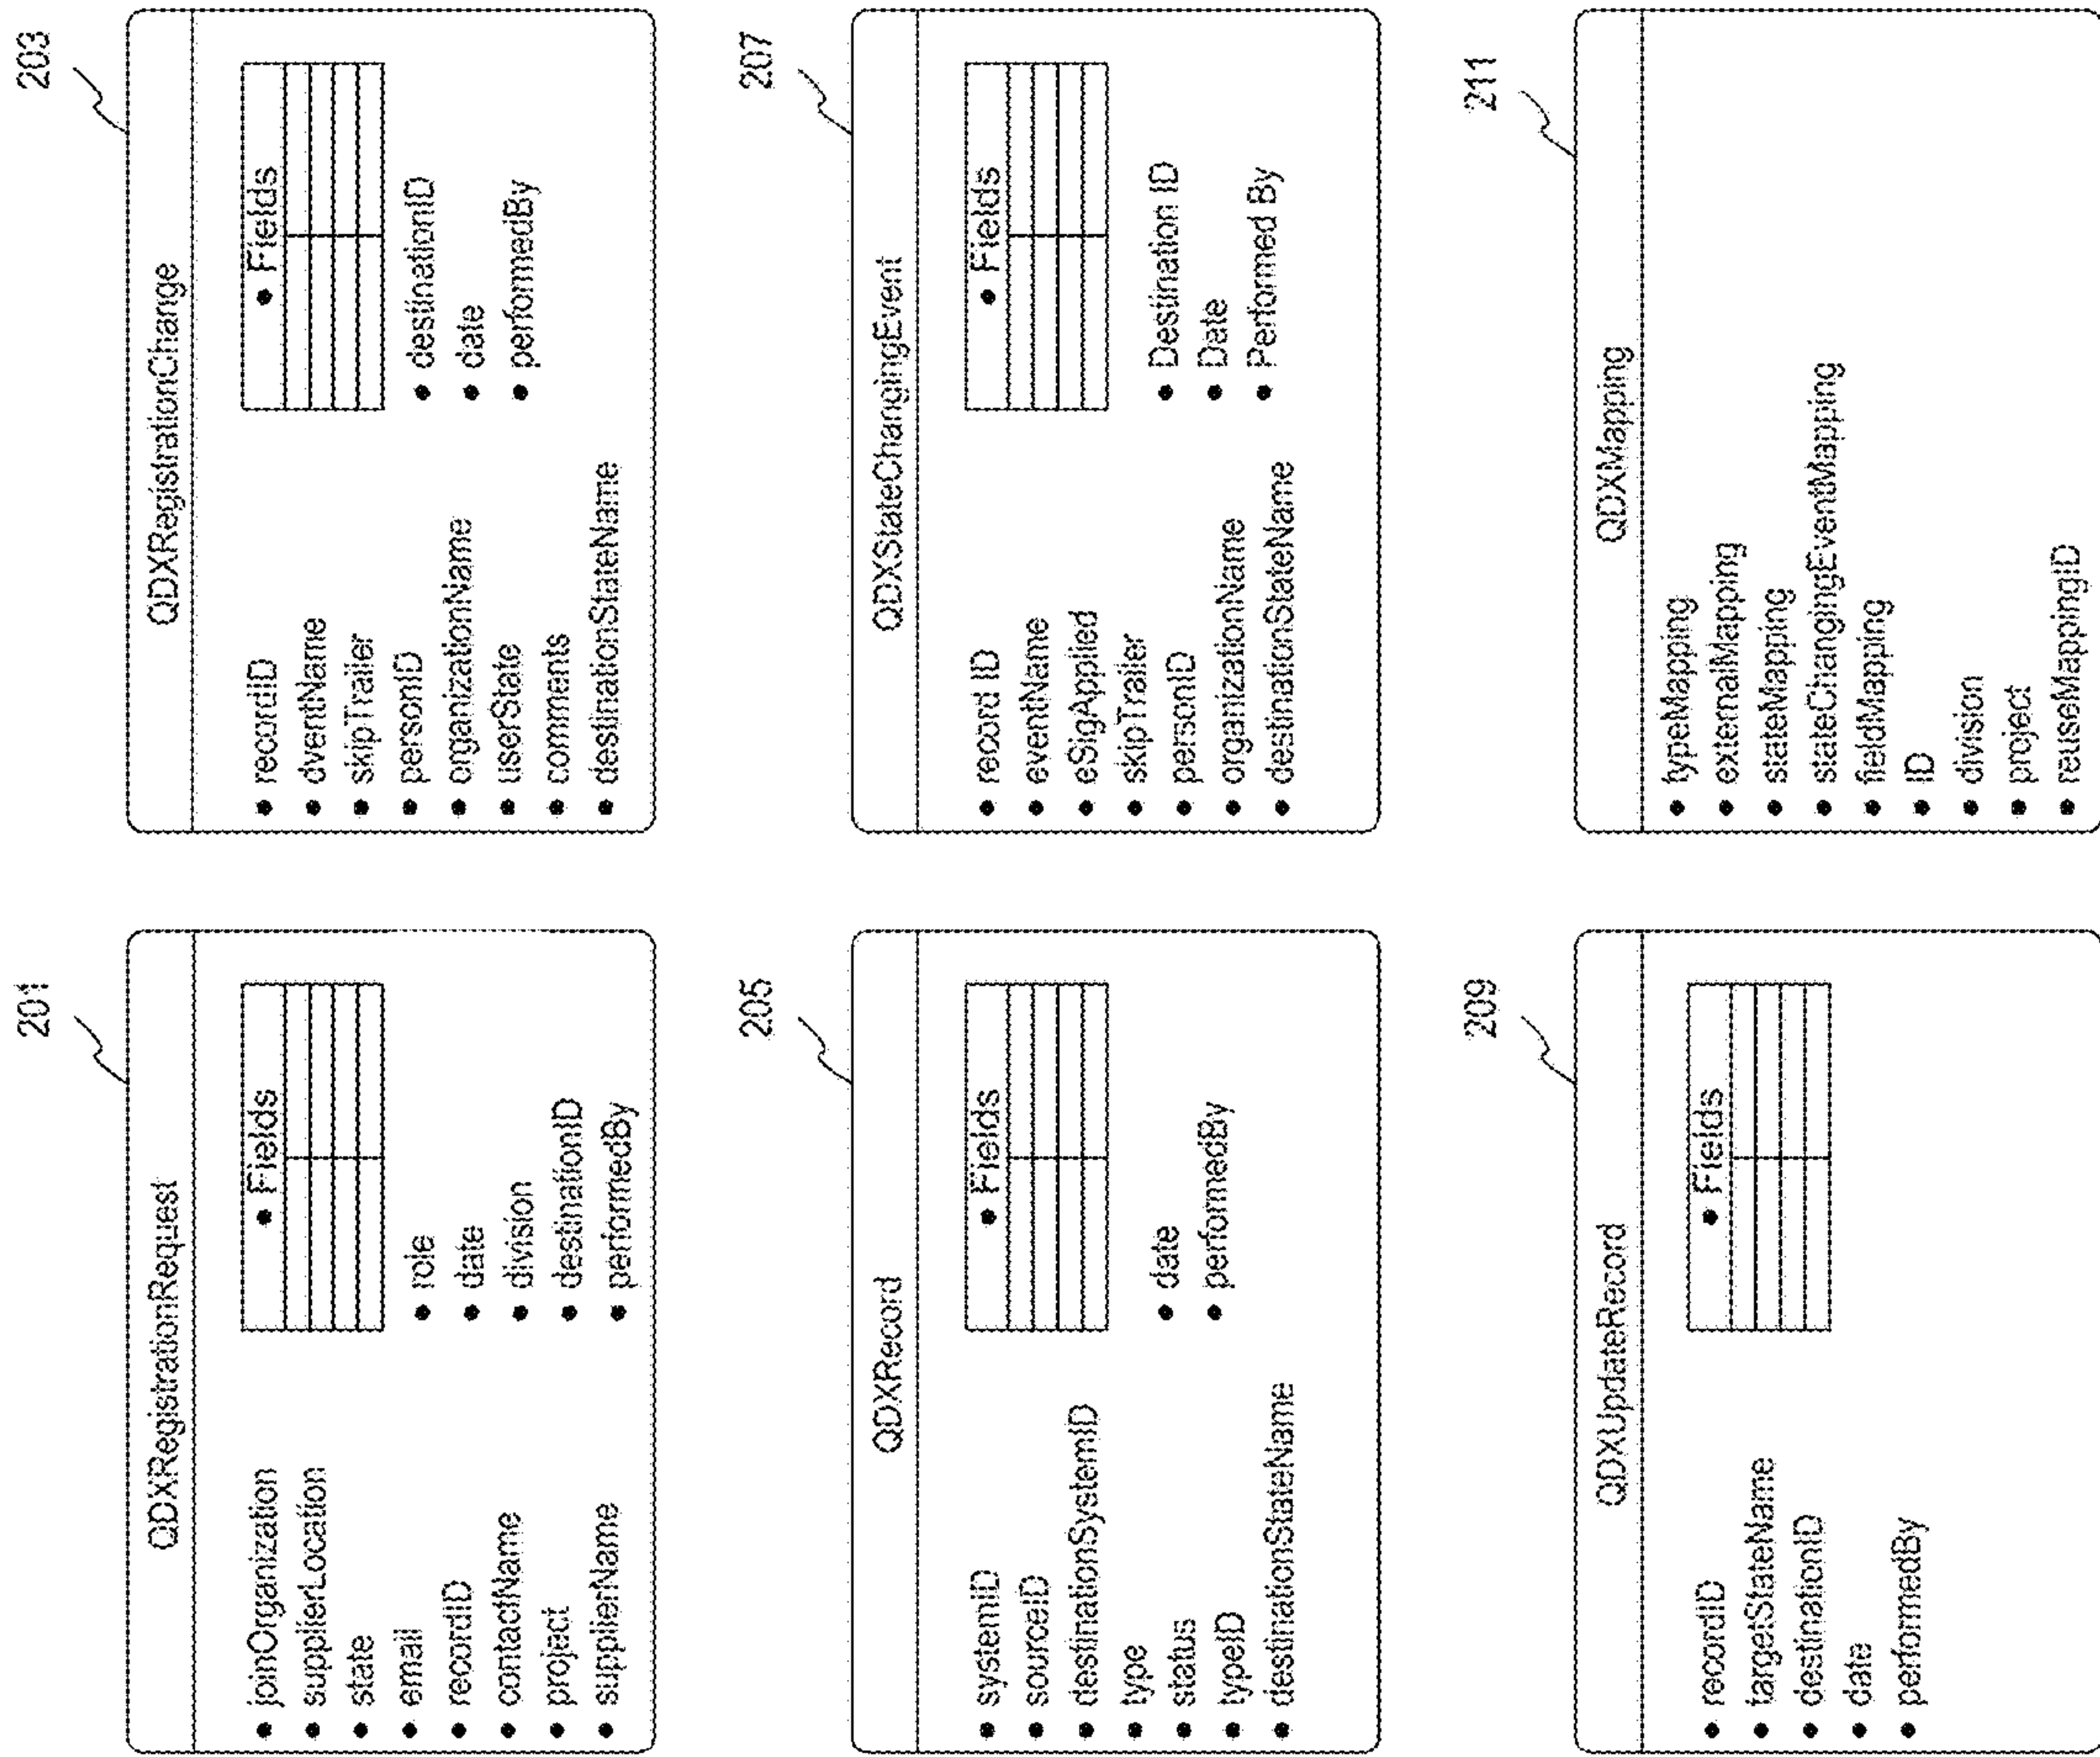 201
QDXRegistrationRequest
• joinOrganization
• supplierLocation
• state
• email
• recordID
• contactName
• project
• supplierName
• Fields
• role
• date
• division
• destinationID
• performedBy
203
QDXRegistrationChange
• recordID
• dventName
• skipTrailer
• personID
• organizationName
• userState
• comments
• destinationStateName
• Fields
• destinationID
• date
• performedBy
205
QDXRecord
• systemID
• sourceID
• destinationSystemID
• type
• status
• typeID
• destinationStateName
• Fields
• date
• performedBy
207
QDXStateChangingEvent
• record ID
• eventName
• eSigApplied
• skipTrailer
• personID
• organizationName
• destinationStateName
• Fields
• Destination ID
• Date
• Performed By
209
QDXUpdateRecord
• recordID
• targetStateName
• destinationID
• date
• performedBy
• Fields
211
QDXMapping
• typeMapping
• externalMapping
• stateMapping
• stateChangingEventMapping
• fieldMapping
• ID
• division
• project
• reuseMappingID